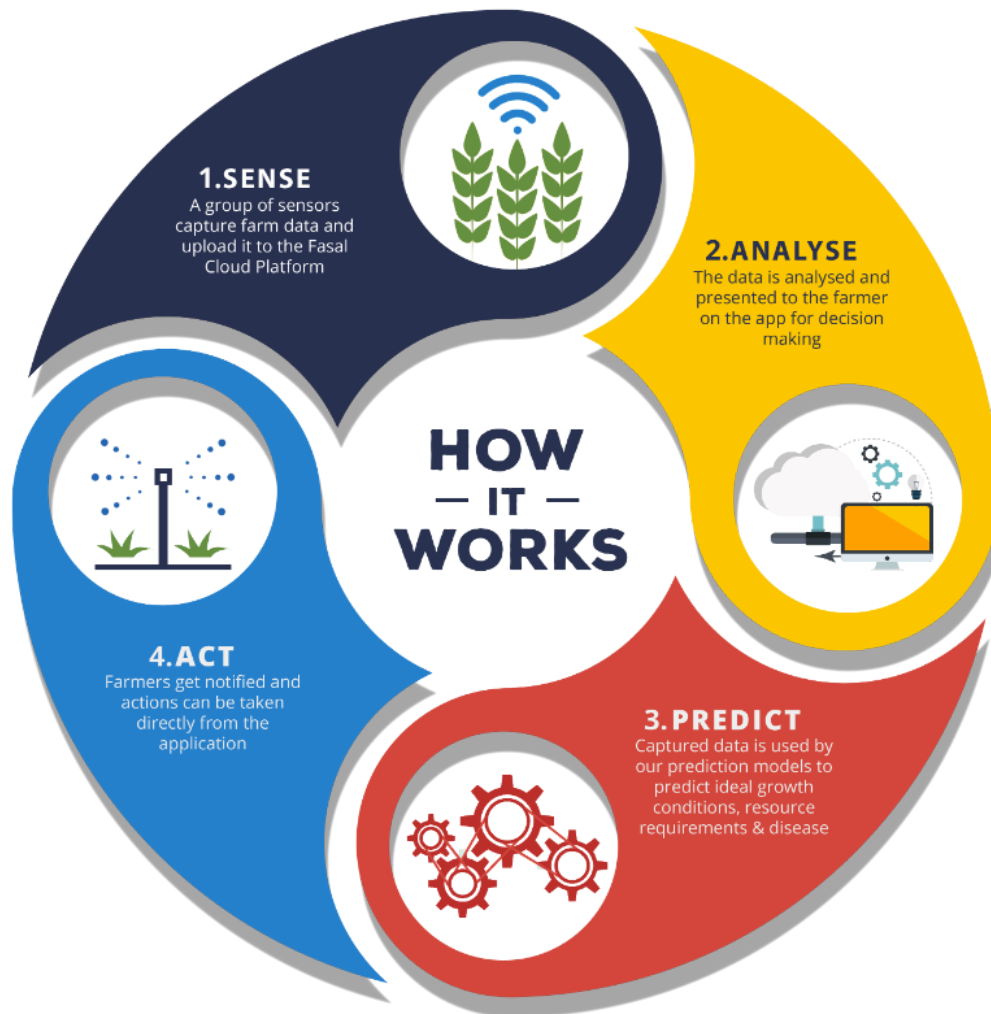 1.SENSE
A group of sensors
capture farm data and
upload it to the Fasal
Cloud Platform
2.ANALYSE
The data is analysed and
presented to the farmer
on the app for decision
making
HOW
— IT —
WORKS
3.PREDICT
Captured data is used by
our prediction models to
predict ideal growth
conditions, resource
requirements & disease
4.ACT
Farmers get notified and
actions can be taken
directly from the
application